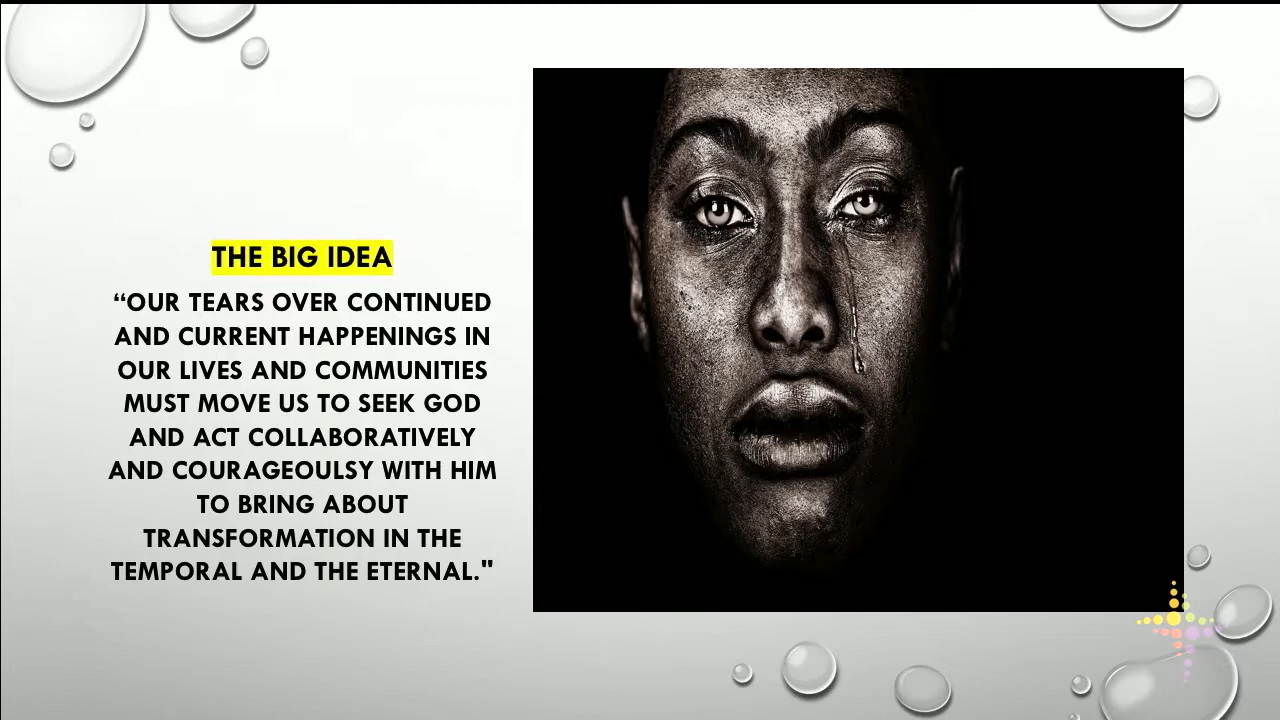 THE BIG IDEA
“OUR TEARS OVER CONTINUED
AND CURRENT HAPPENINGS IN
OUR LIVES AND COMMUNITIES
MUST MOVE US TO SEEK GOD
AND ACT COLLABORATIVELY
AND COURAGEOULSY WITH HIM
TO BRING ABOUT
TRANSFORMATION IN THE
TEMPORAL AND THE ETERNAL."